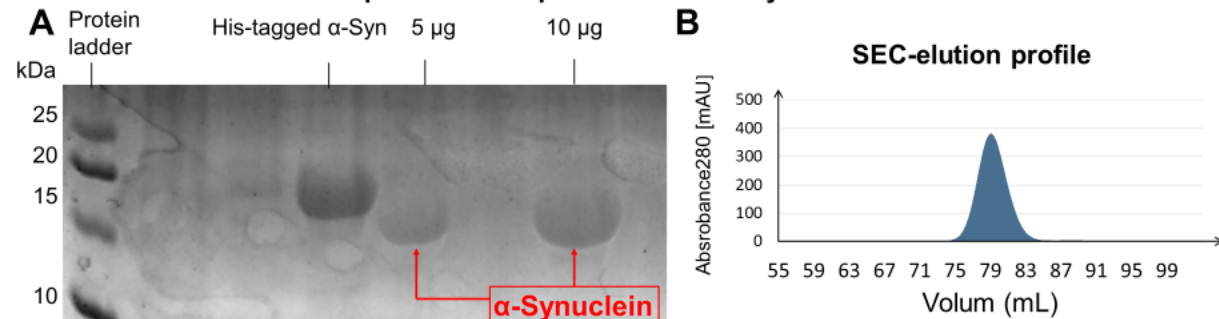 A
Protein
ladder
His-tagged α-Syn
5 µg
10 µg
kDa
25
20
15
10
α-Synuclein
B
SEC-elution profile
Absrobance280 [mAU]
500
400
300
200
100
0
55 59 63 67 71 75 79 83 87 91 95 99
Volum (mL)